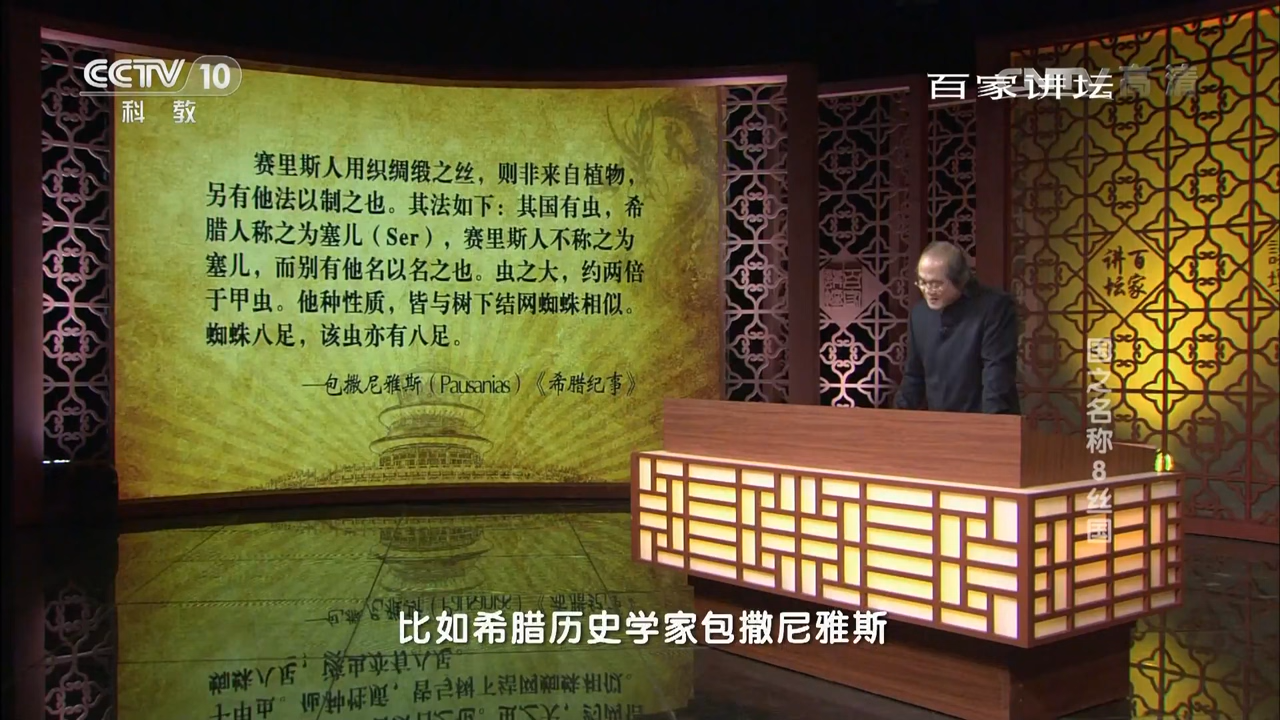 CCTV 10
科教
百家讲坛
高清
赛里斯人用织绸缎之丝，则非来自植物，
另有他法以制之也。其法如下：其国有虫，希
腊人称之为塞儿（Ser），赛里斯人不称之为
塞儿，而别有他名以名之也。虫之大，约两倍
于甲虫。他种性质，皆与树下结网蜘蛛相似。
蜘蛛八足，该虫亦有八足。
—包撒尼雅斯（Pausanias）《希腊纪事》
百家
讲坛
国之名称8丝国
比如希腊历史学家包撒尼雅斯